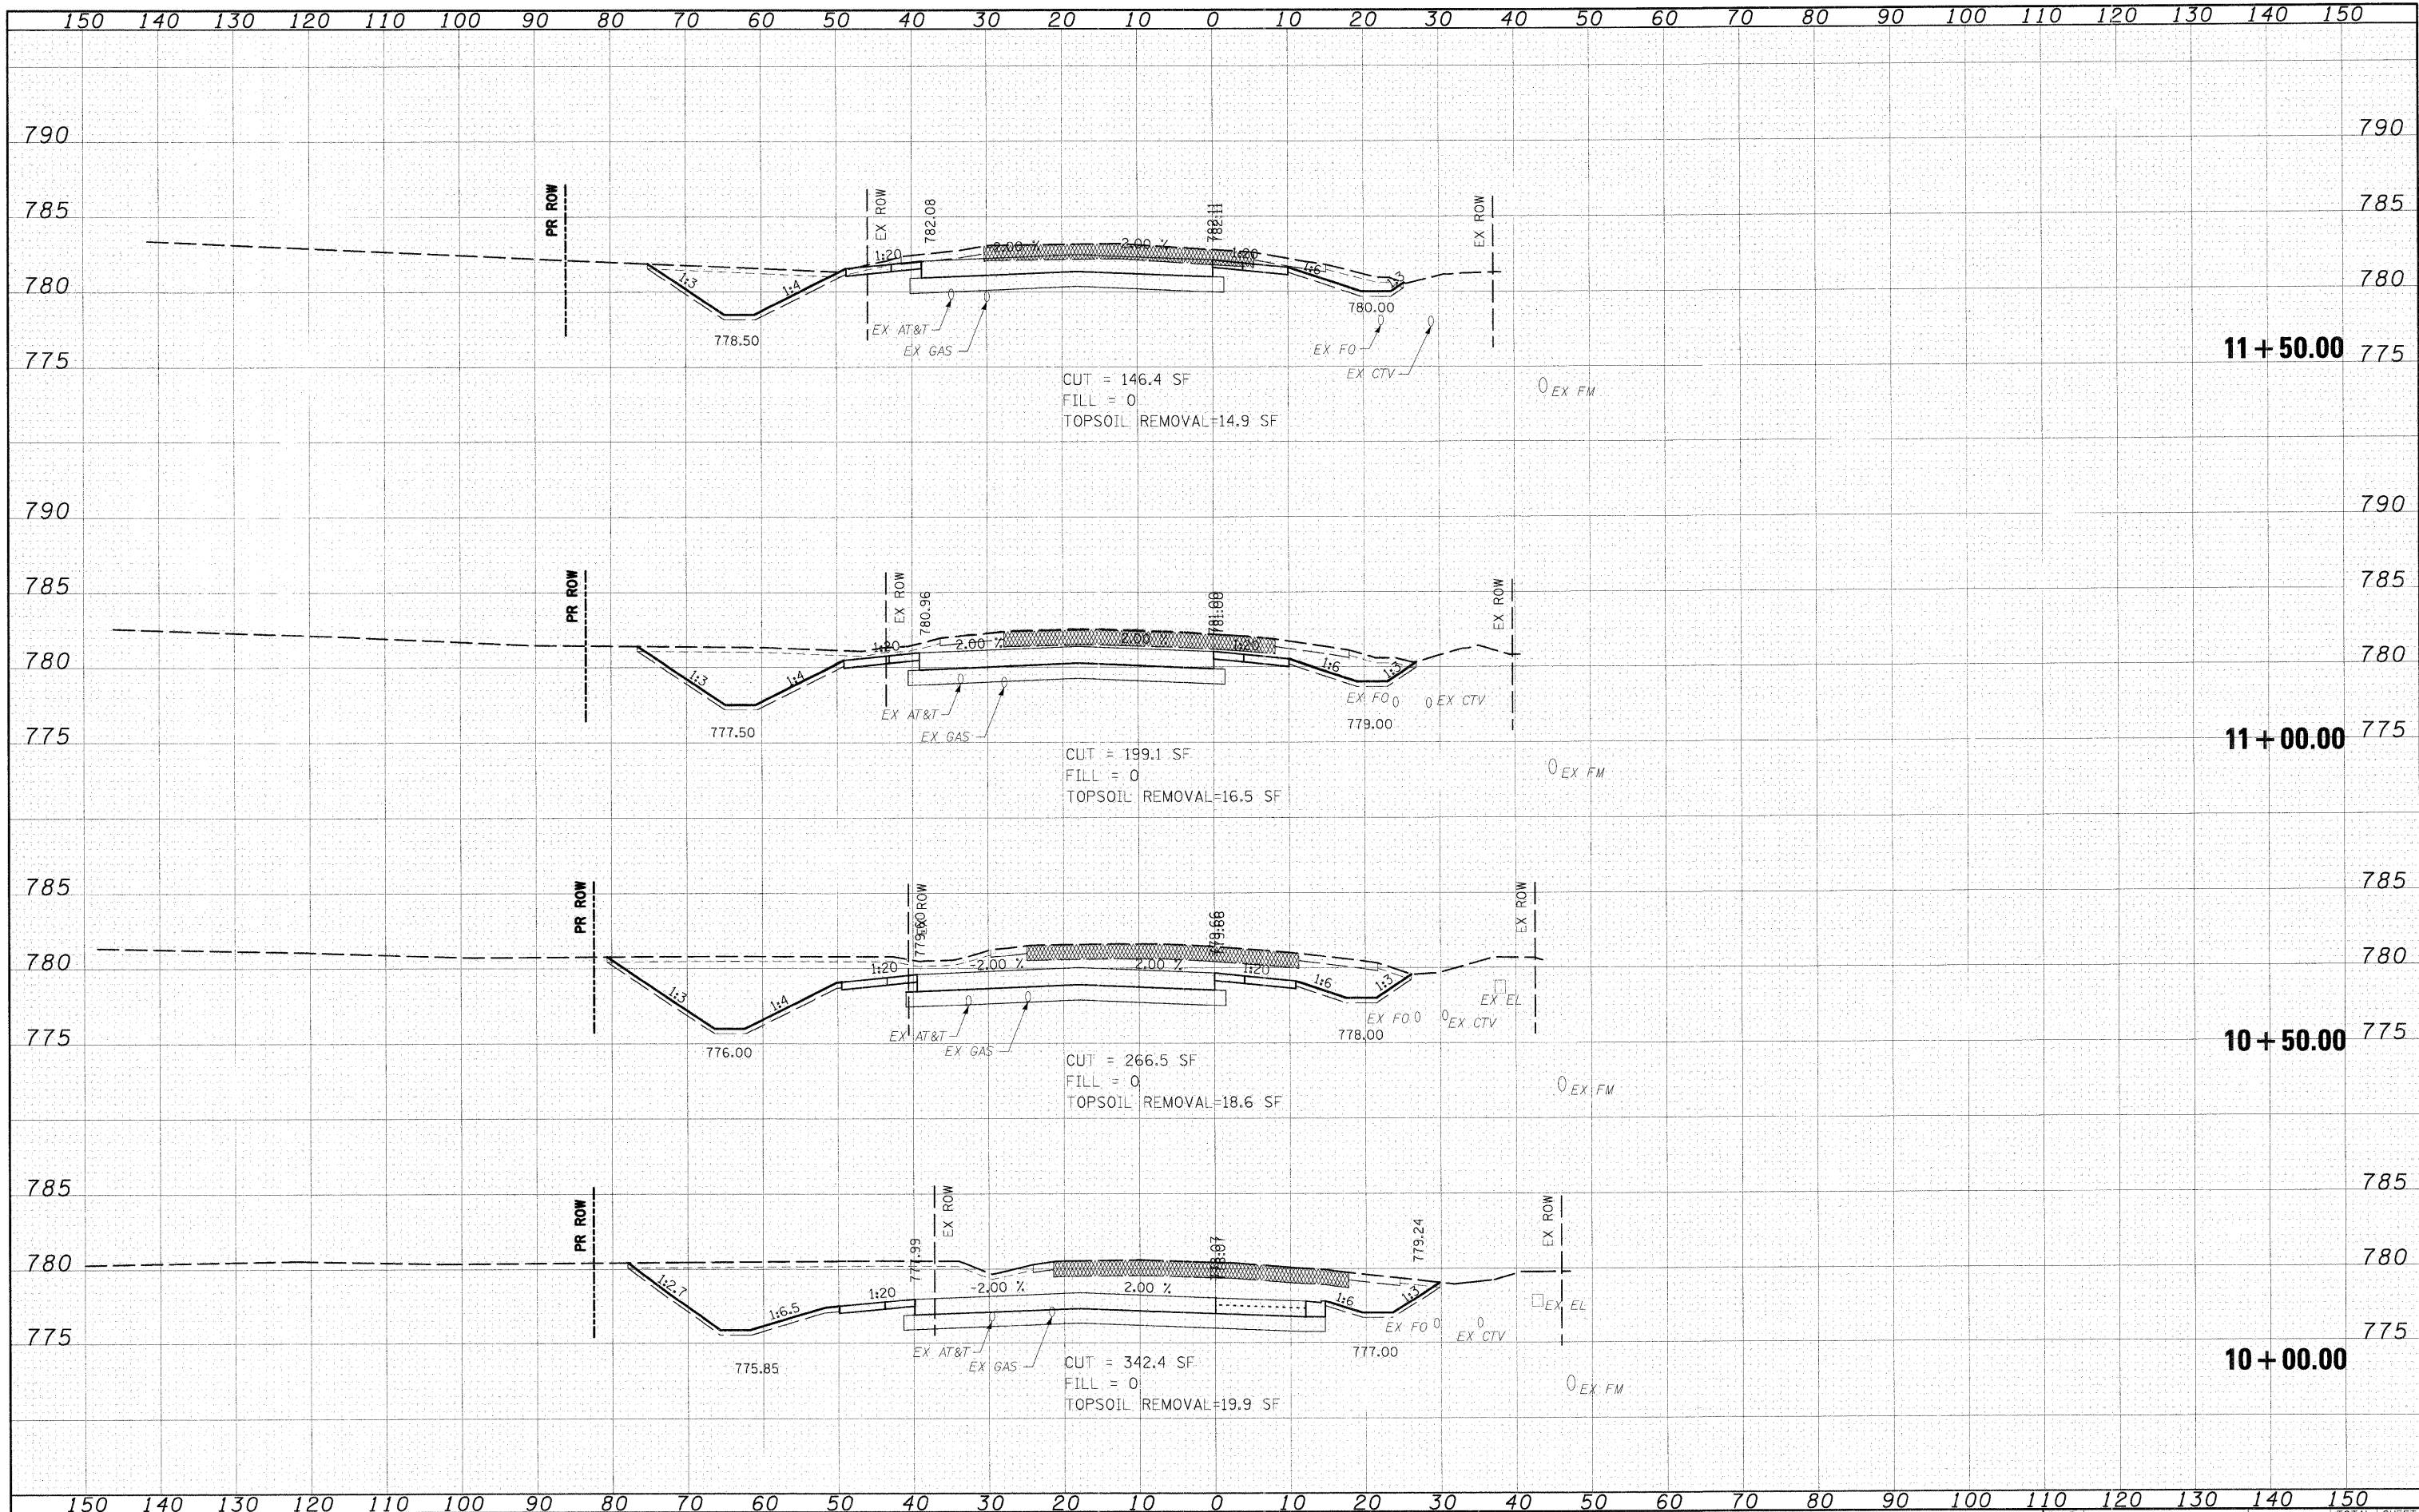 150 140 130 120 110 100 90 80 70 60 50 40 30 20 10 0 10 20 30 40 50 60 70 80 90 100 110 120 130 140 150
790 790
PR ROW EX ROW 782.08 782.11 EX ROW
785 785
1:20 2.00 % 2.00 % 1:20
1:3 1:4 1:6 1:3
780 780
780.00
778.50 EX AT&T EX GAS EX FO EX CTV
775 11+50.00 775
CUT = 146.4 SF
FILL = 0
TOPSOIL REMOVAL=14.9 SF
EX FM
790 790
PR ROW EX ROW 780.96 781.00 EX ROW
785 785
1:20 2.00 % 2.00 % 1:20
780 780
1:3 1:4 1:6 1:3
EX FO EX CTV
777.50 EX AT&T EX GAS 779.00
775 11+00.00 775
CUT = 199.1 SF
FILL = 0
TOPSOIL REMOVAL=16.5 SF
EX FM
785 785
PR ROW 779.60 EX ROW 779.66 EX ROW
780 780
1:20 -2.00 % 2.00 % 1:20
1:3 1:4 1:6 1:3
EX EL
EX FO EX CTV
776.00 EX AT&T EX GAS 778.00
775 10+50.00 775
CUT = 266.5 SF
FILL = 0
TOPSOIL REMOVAL=18.6 SF
EX FM
785 785
PR ROW 777.99 EX ROW 778.07 779.24 EX ROW
780 780
1:2.7 1:6.5 1:20 -2.00 % 2.00 % 1:6 1:3
EX EL
EX FO EX CTV
775 775
775.85 EX AT&T EX GAS 777.00
10+00.00
CUT = 342.4 SF
FILL = 0
TOPSOIL REMOVAL=19.9 SF
EX FM
150 140 130 120 110 100 90 80 70 60 50 40 30 20 10 0 10 20 30 40 50 60 70 80 90 100 110 120 130 140 150